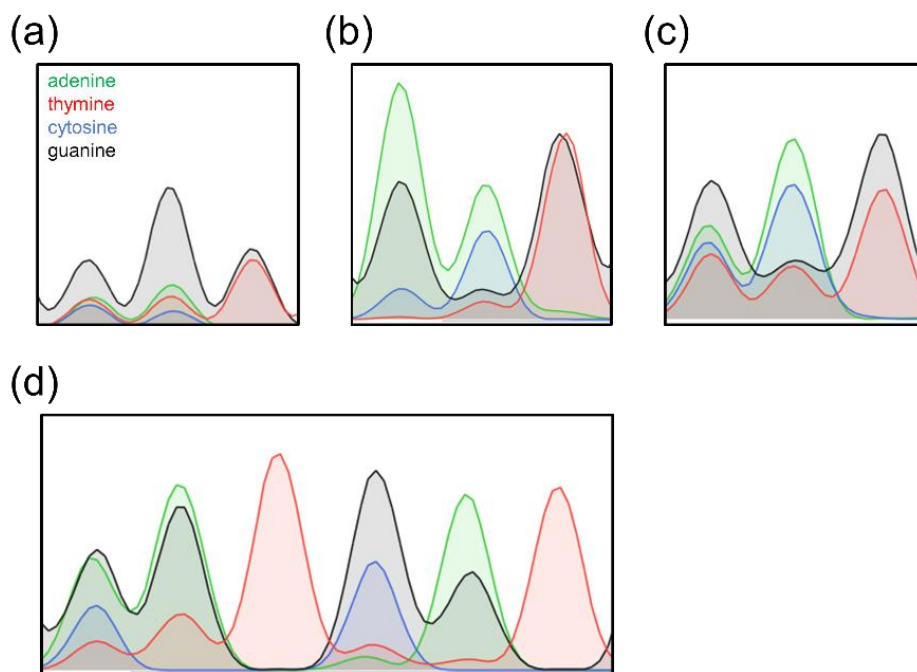 (a)
(b)
(c)
adenine
thymine
cytosine
guanine
(d)